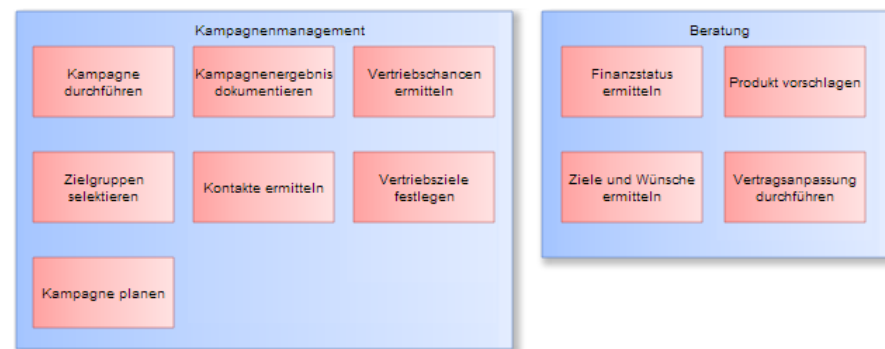 Kampagnenmanagement
Kampagne
durchführen
Kampagnenergebnis
dokumentieren
Vertriebschancen
ermitteln
Zielgruppen
selektieren
Kontakte ermitteln
Vertriebsziele
festlegen
Kampagne planen
Beratung
Finanzstatus
ermitteln
Produkt vorschlagen
Ziele und Wünsche
ermitteln
Vertragsanpassung
durchführen